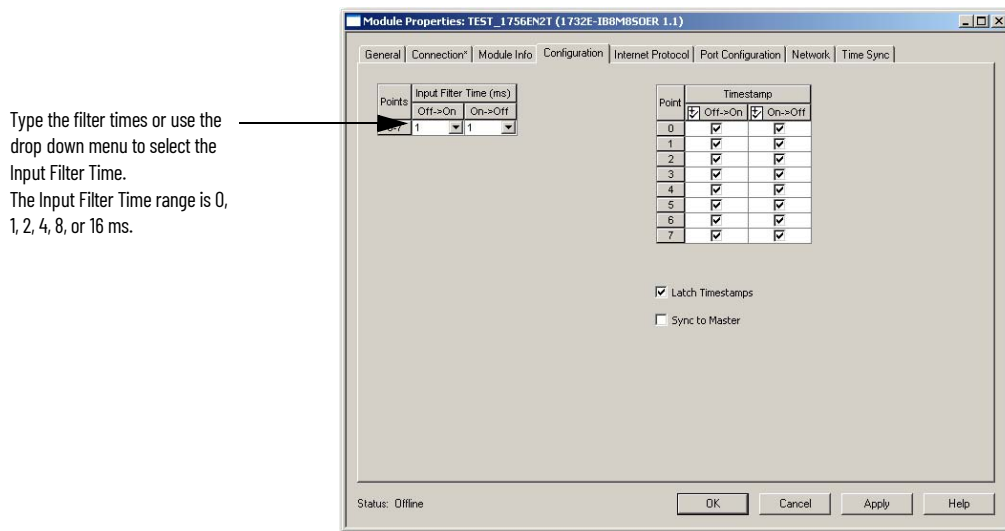 Module Properties: TEST_1756EN2T (1732E-IB8M8SOER 1.1)
General Connection* Module Info Configuration Internet Protocol Port Configuration Network Time Sync
Type the filter times or use the
drop down menu to select the
Input Filter Time.
The Input Filter Time range is 0,
1, 2, 4, 8, or 16 ms.
Points Input Filter Time (ms)
Off->On On->Off
1 1
Point Timestamp
Off->On On->Off
0
1
2
3
4
5
6
7
Latch Timestamps
Sync to Master
Status: Offline
OK Cancel Apply Help